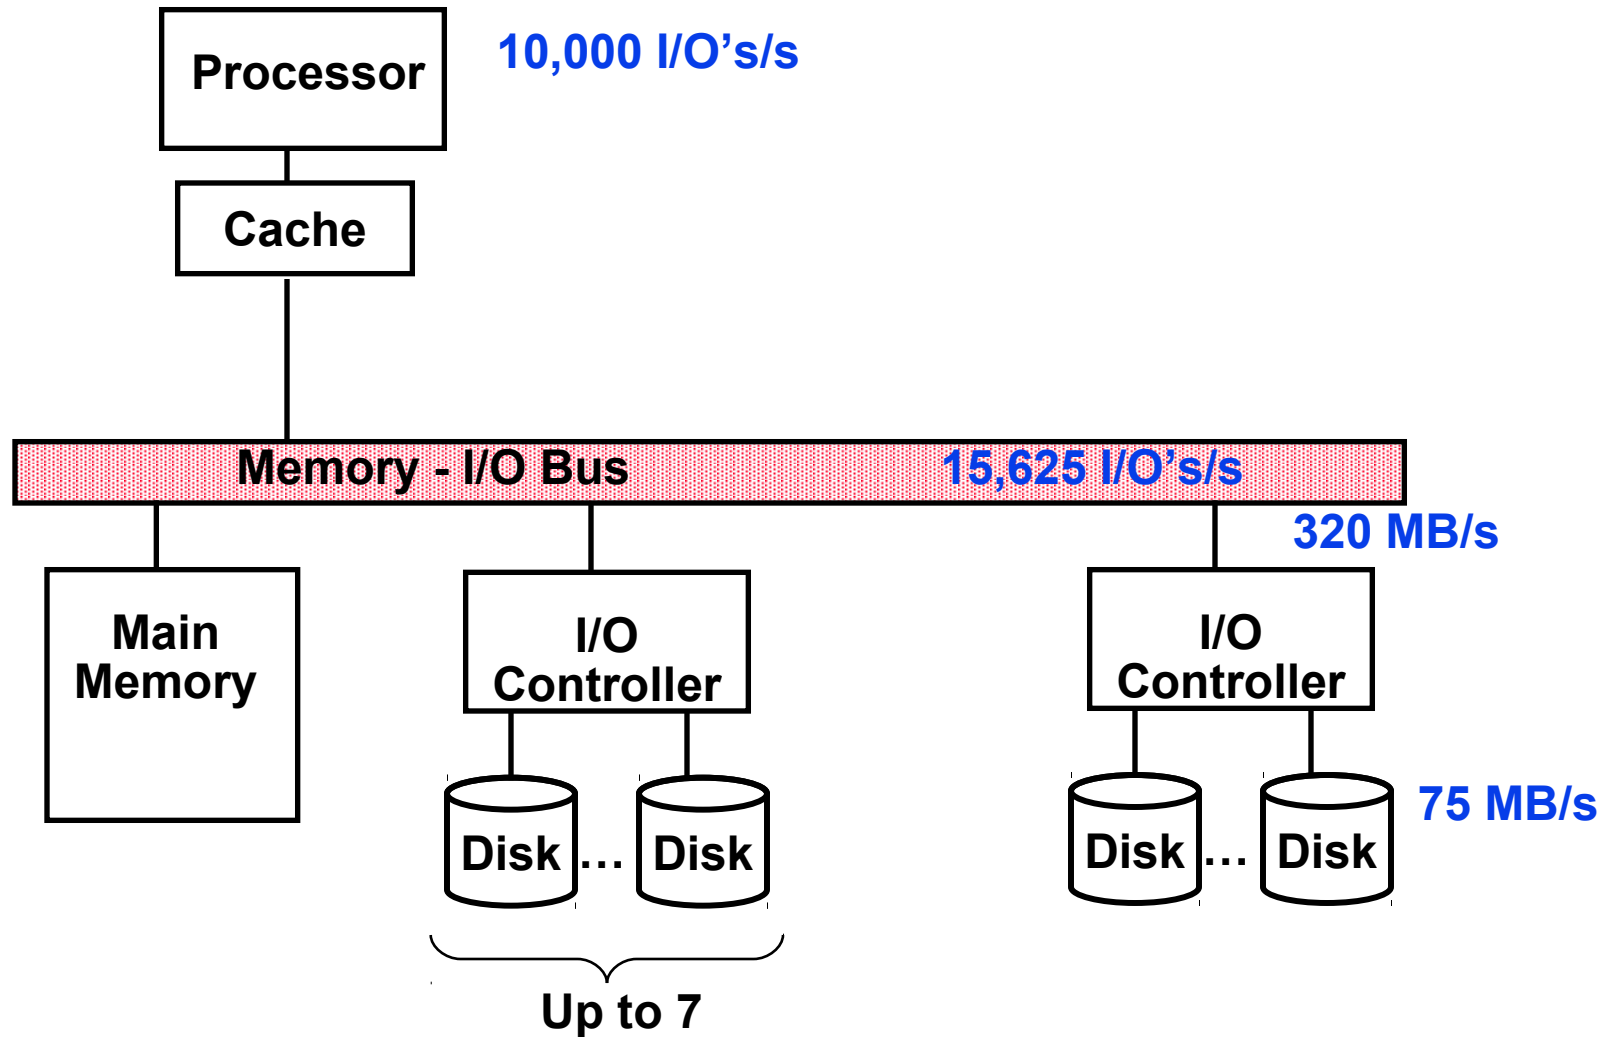 Processor
10,000 I/O’s/s
Cache
Memory - I/O Bus
15,625 I/O’s/s
320 MB/s
Main
Memory
I/O
Controller
I/O
Controller
Disk ... Disk
Disk ... Disk
75 MB/s
Up to 7